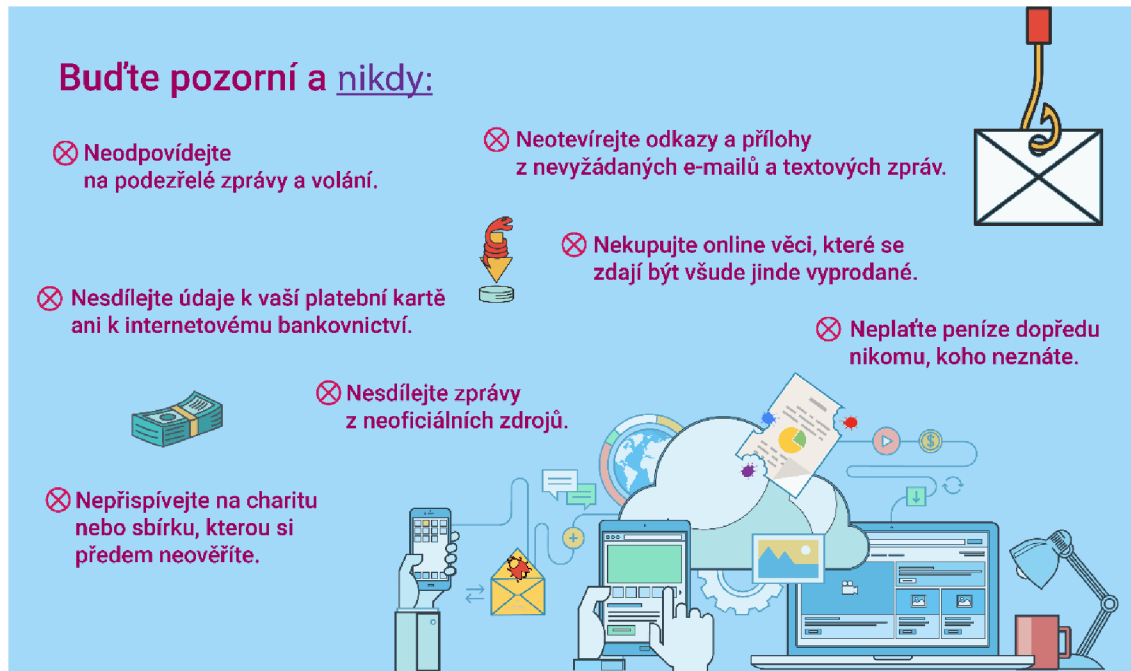 Buďte pozorní a nikdy:
Neodpovídejte
na podezřelé zprávy a volání.
Neotevírejte odkazy a přílohy
z nevyžádaných e-mailů a textových zpráv.
Nekupujte online věci, které se
zdají být všude jinde vyprodané.
Nesdílejte údaje k vaší platební kartě
ani k internetovému bankovnictví.
Neplaťte peníze dopředu
nikomu, koho neznáte.
Nesdílejte zprávy
z neoficiálních zdrojů.
Nepřispívejte na charitu
nebo sbírku, kterou si
předem neověříte.